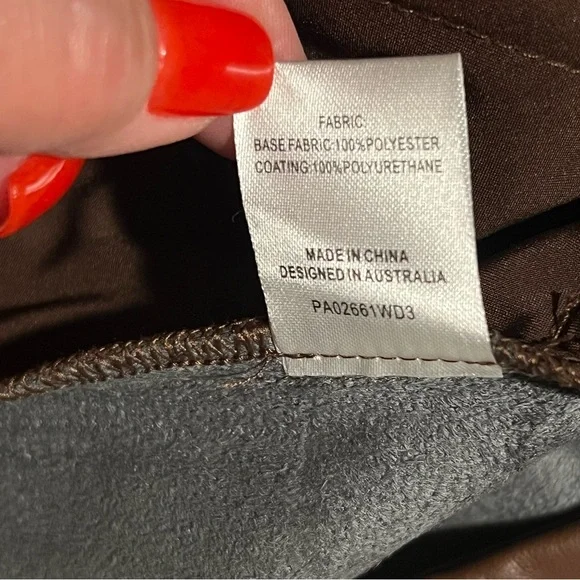 FABRIC:
BASE FABRIC:100%POLYESTER
COATING:100%POLYURETHANE
MADE IN CHINA
DESIGNED IN AUSTRALIA
PA02661WD3